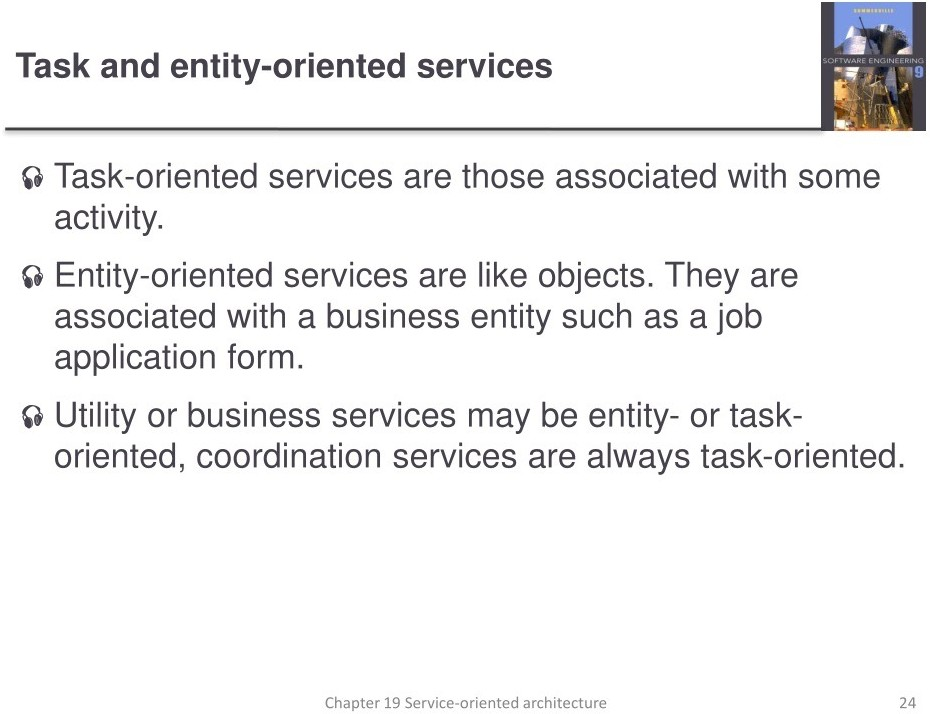 Task and entity-oriented services
SOMMERVILLE
SOFTWARE ENGINEERING
9
Task-oriented services are those associated with some
activity.
Entity-oriented services are like objects. They are
associated with a business entity such as a job
application form.
Utility or business services may be entity- or task-
oriented, coordination services are always task-oriented.
Chapter 19 Service-oriented architecture
24